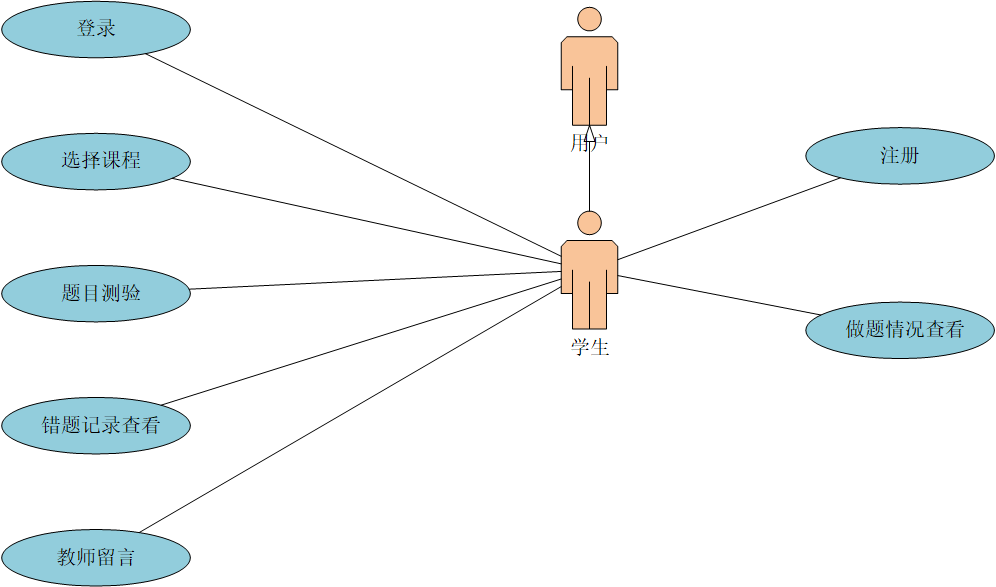 登录
用户
选择课程
注册
题目测验
学生
做题情况查看
错题记录查看
教师留言